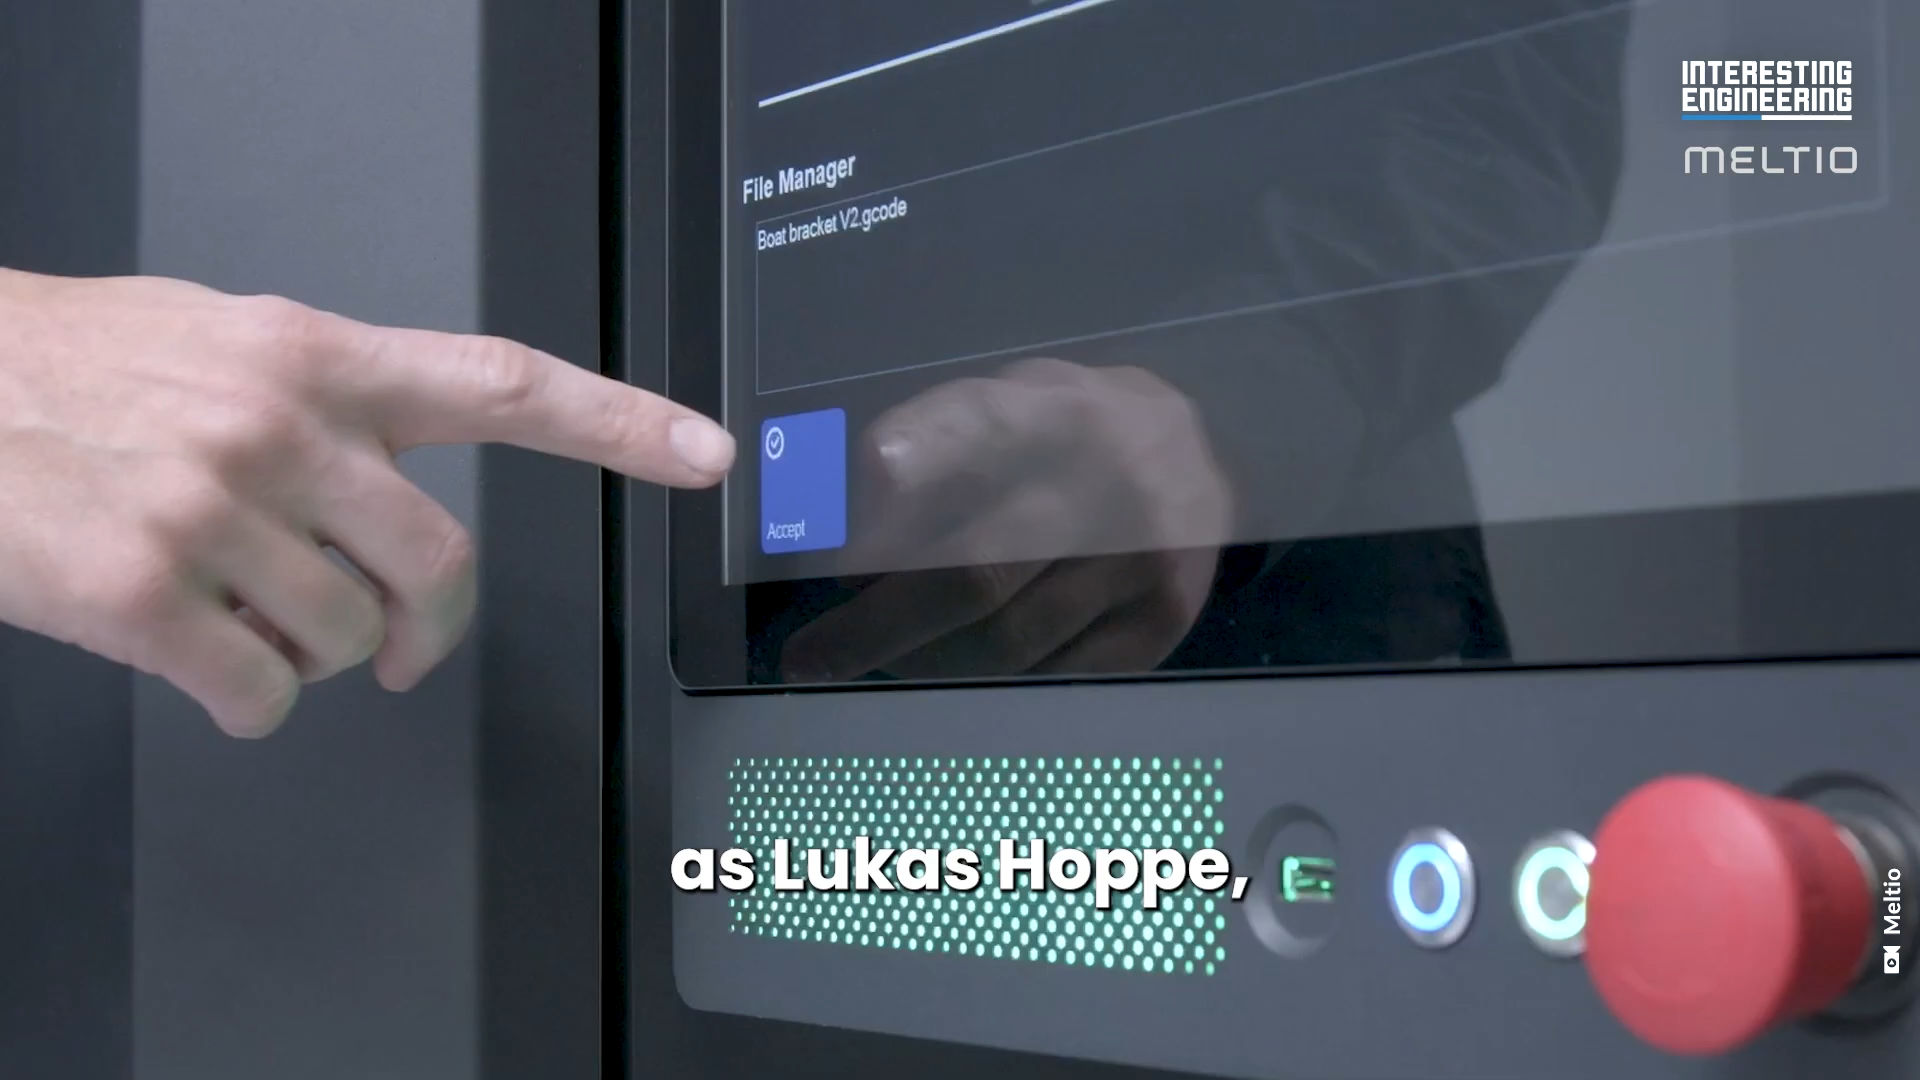 INTERESTING
ENGINEERING
MELTIO
File Manager
Boat bracket V2.gcode
Accept
as Lukas Hoppe,
Meltio